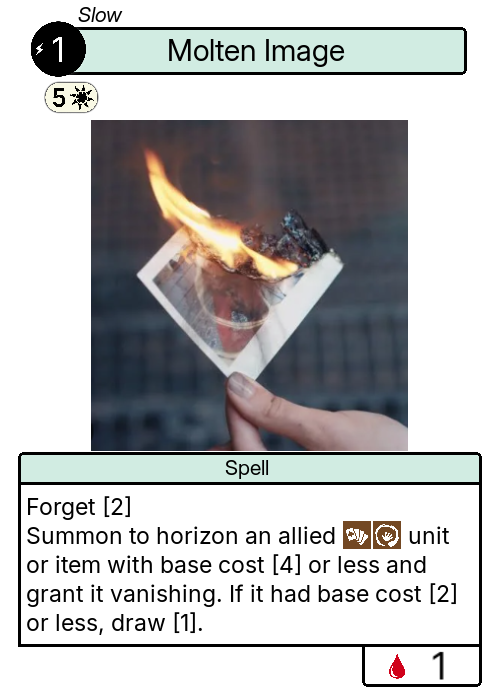 Slow
1
Molten Image
5
Spell
Forget [2]
Summon to horizon an allied unit
or item with base cost [4] or less and
grant it vanishing. If it had base cost [2]
or less, draw [1].
1